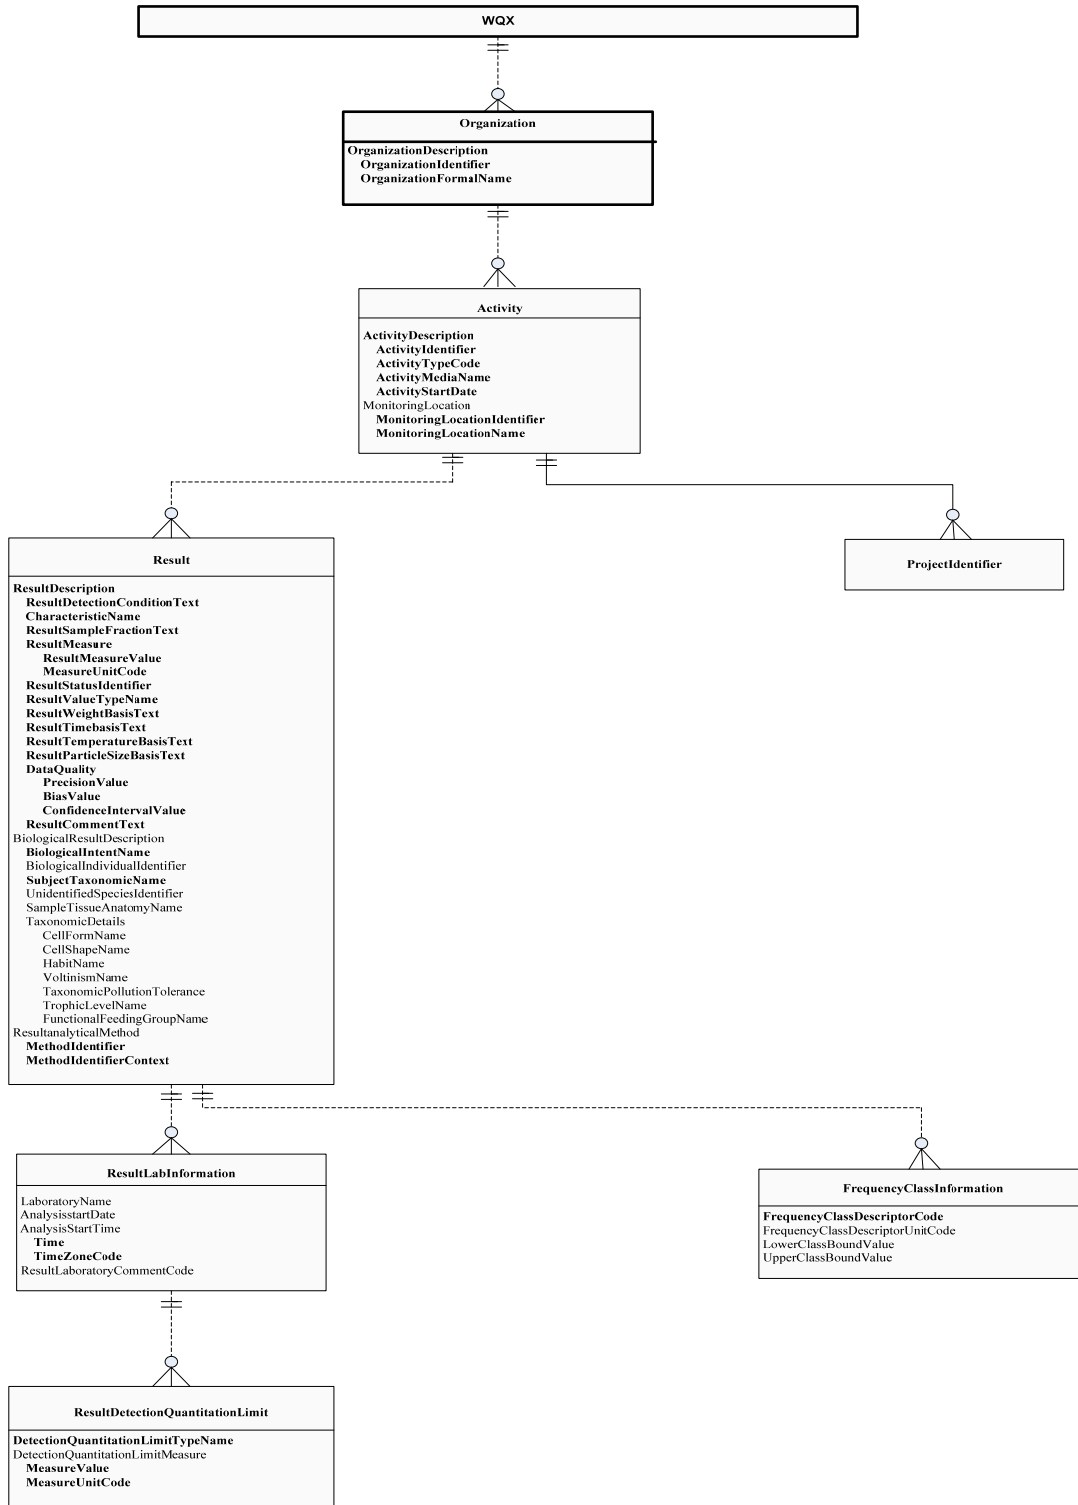 WQX
Organization
OrganizationDescription
OrganizationIdentifier
OrganizationFormalName
Activity
ActivityDescription
ActivityIdentifier
ActivityTypeCode
ActivityMediaName
ActivityStartDate
MonitoringLocation
MonitoringLocationIdentifier
MonitoringLocationName
Result
ResultDescription
ResultDetectionConditionText
CharacteristicName
ResultSampleFractionText
ResultMeasure
ResultMeasureValue
MeasureUnitCode
ResultStatusIdentifier
ResultValueTypeName
ResultWeightBasisText
ResultTimebasisText
ResultTemperatureBasisText
ResultParticleSizeBasisText
DataQuality
PrecisionValue
BiasValue
ConfidenceIntervalValue
ResultCommentText
BiologicalResultDescription
BiologicalIntentName
BiologicalIndividualIdentifier
SubjectTaxonomicName
UnidentifiedSpeciesIdentifier
SampleTissueAnatomyName
TaxonomicDetails
CellFormName
CellShapeName
HabitName
VoltinismName
TaxonomicPollutionTolerance
TrophicLevelName
FunctionalFeedingGroupName
ResultanalyticalMethod
MethodIdentifier
MethodIdentifierContext
ProjectIdentifier
ResultLabInformation
LaboratoryName
AnalysisstartDate
AnalysisStartTime
Time
TimeZoneCode
ResultLaboratoryCommentCode
FrequencyClassInformation
FrequencyClassDescriptorCode
FrequencyClassDescriptorUnitCode
LowerClassBoundValue
UpperClassBoundValue
ResultDetectionQuantitationLimit
DetectionQuantitationLimitTypeName
DetectionQuantitationLimitMeasure
MeasureValue
MeasureUnitCode